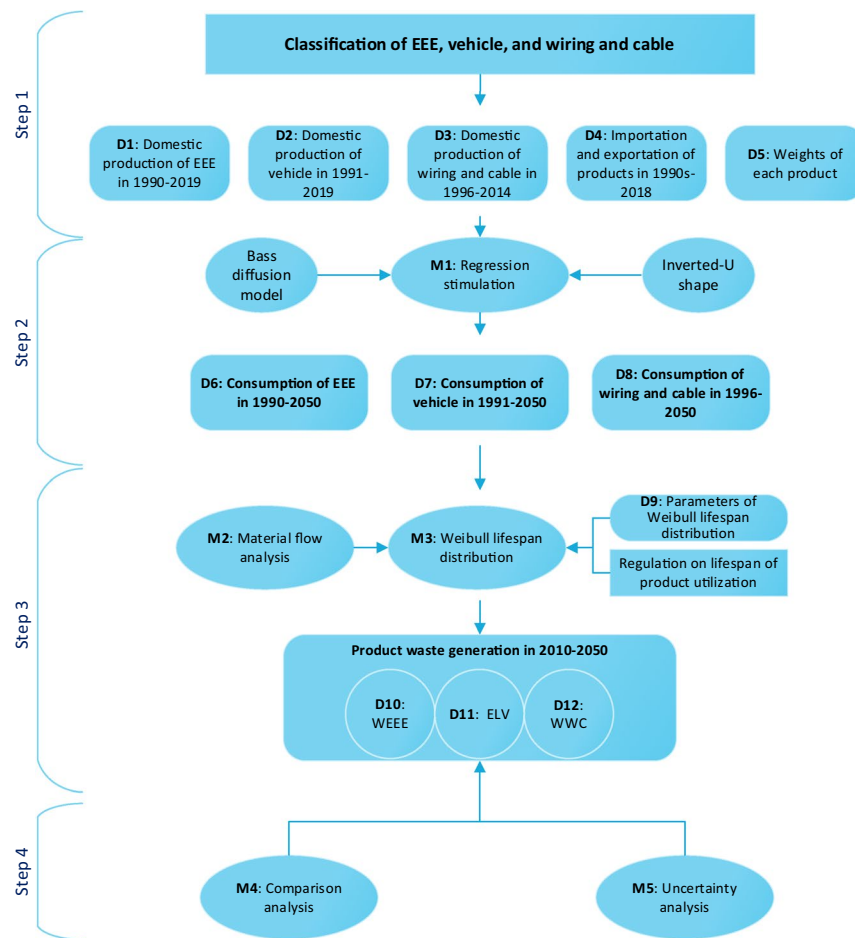 Step 1
Classification of EEE, vehicle, and wiring and cable
D1: Domestic
production of EEE
in 1990-2019
D2: Domestic
production of
vehicle in 1991-
2019
D3: Domestic
production of
wiring and cable in
1996-2014
D4: Importation
and exportation of
products in 1990s-
2018
D5: Weights of
each product
Step 2
Bass
diffusion
model
M1: Regression
stimulation
Inverted-U
shape
D6: Consumption of EEE
in 1990-2050
D7: Consumption of
vehicle in 1991-2050
D8: Consumption of
wiring and cable in 1996-
2050
Step 3
M2: Material flow
analysis
M3: Weibull lifespan
distribution
D9: Parameters of
Weibull lifespan
distribution
Regulation on lifespan of
product utilization
Product waste generation in 2010-2050
D10:
WEEE
D11: ELV
D12:
WWC
Step 4
M4: Comparison
analysis
M5: Uncertainty
analysis